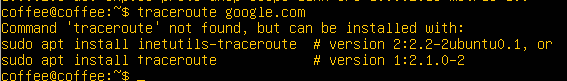 coffee@coffee:~$ traceroute google.com
Command 'traceroute' not found, but can be installed with:
sudo apt install inetutils-traceroute  # version 2:2.2-2ubuntu0.1, or
sudo apt install traceroute            # version 1:2.1.0-2
coffee@coffee:~$ _